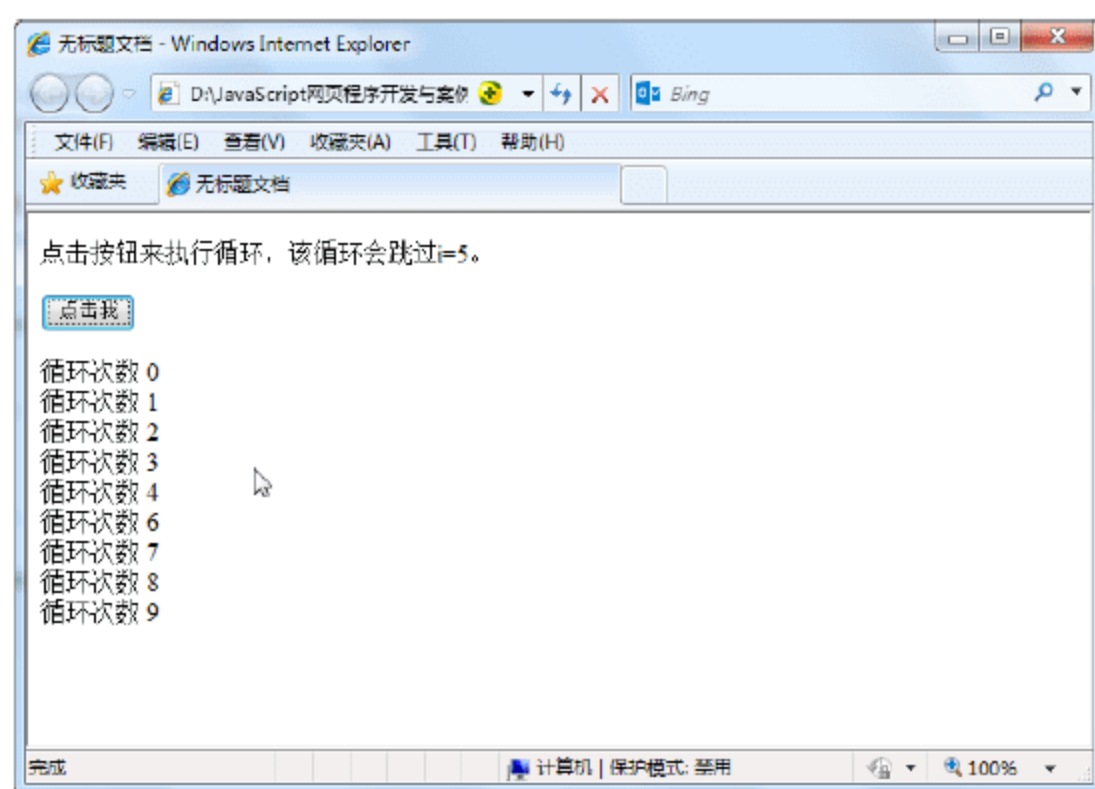 无标题文档 - Windows Internet Explorer
D:\JavaScript网页程序开发与案例
Bing
文件(F) 编辑(E) 查看(V) 收藏夹(A) 工具(T) 帮助(H)
收藏夹 无标题文档
点击按钮来执行循环，该循环会跳过i=5。
点击我
循环次数 0
循环次数 1
循环次数 2
循环次数 3
循环次数 4
循环次数 6
循环次数 7
循环次数 8
循环次数 9
完成 计算机 | 保护模式: 禁用 100%